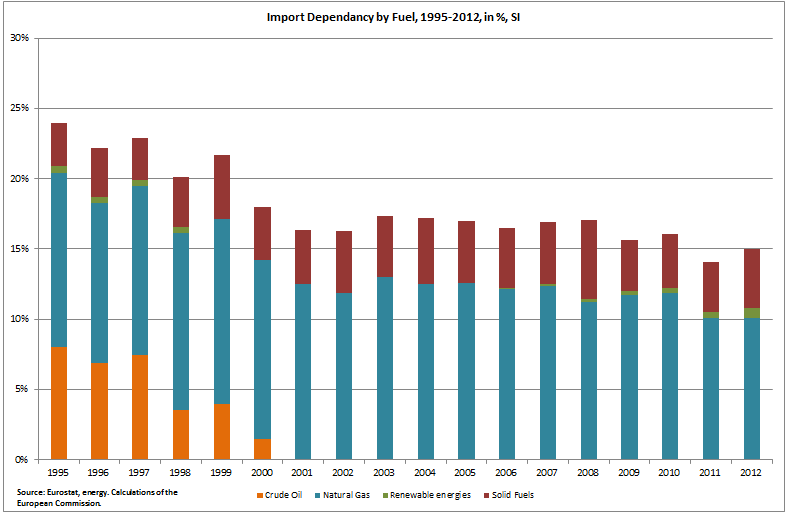 Import Dependancy by Fuel, 1995-2012, in %, SI
30%
25%
20%
15%
10%
5%
0%
1995 1996 1997 1998 1999 2000 2001 2002 2003 2004 2005 2006 2007 2008 2009 2010 2011 2012
Source: Eurostat, energy. Calculations of the
European Commission.
Crude Oil Natural Gas Renewable energies Solid Fuels